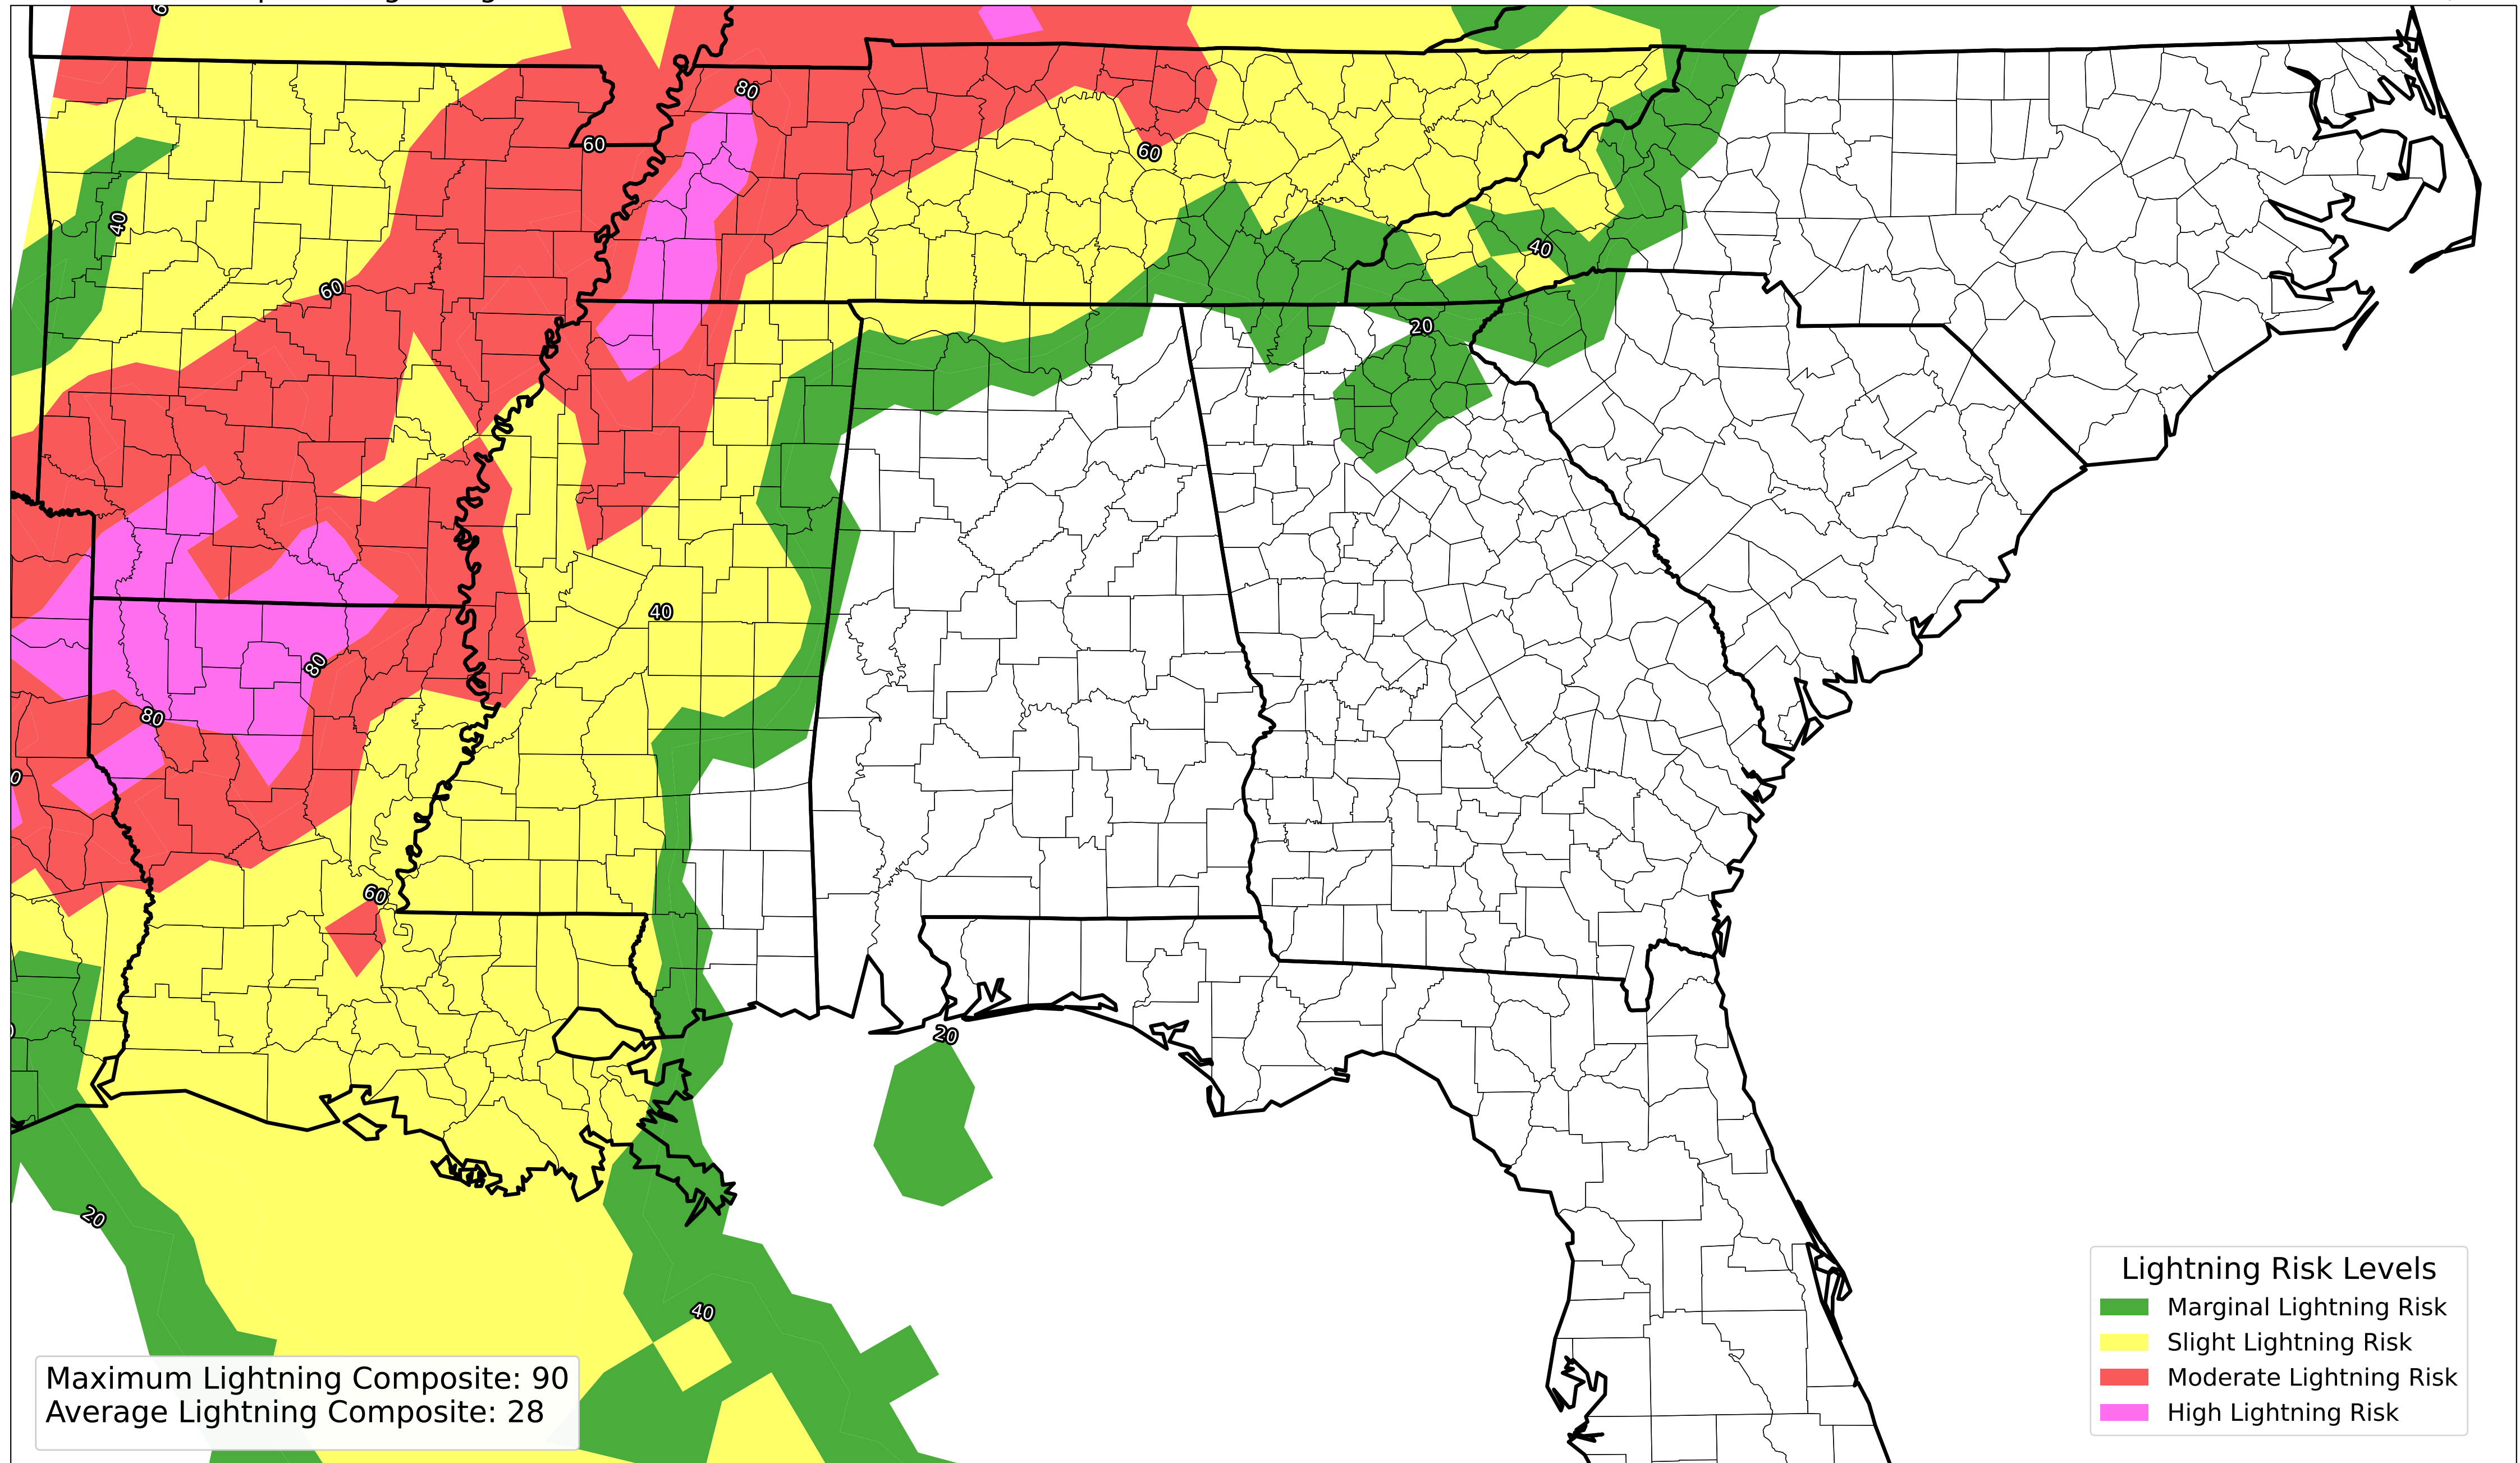 80
60
60
40
40
60
20
40
80
80
60
20
20
40
Lightning Risk Levels
Marginal Lightning Risk
Slight Lightning Risk
Moderate Lightning Risk
High Lightning Risk
Maximum Lightning Composite: 90
Average Lightning Composite: 28